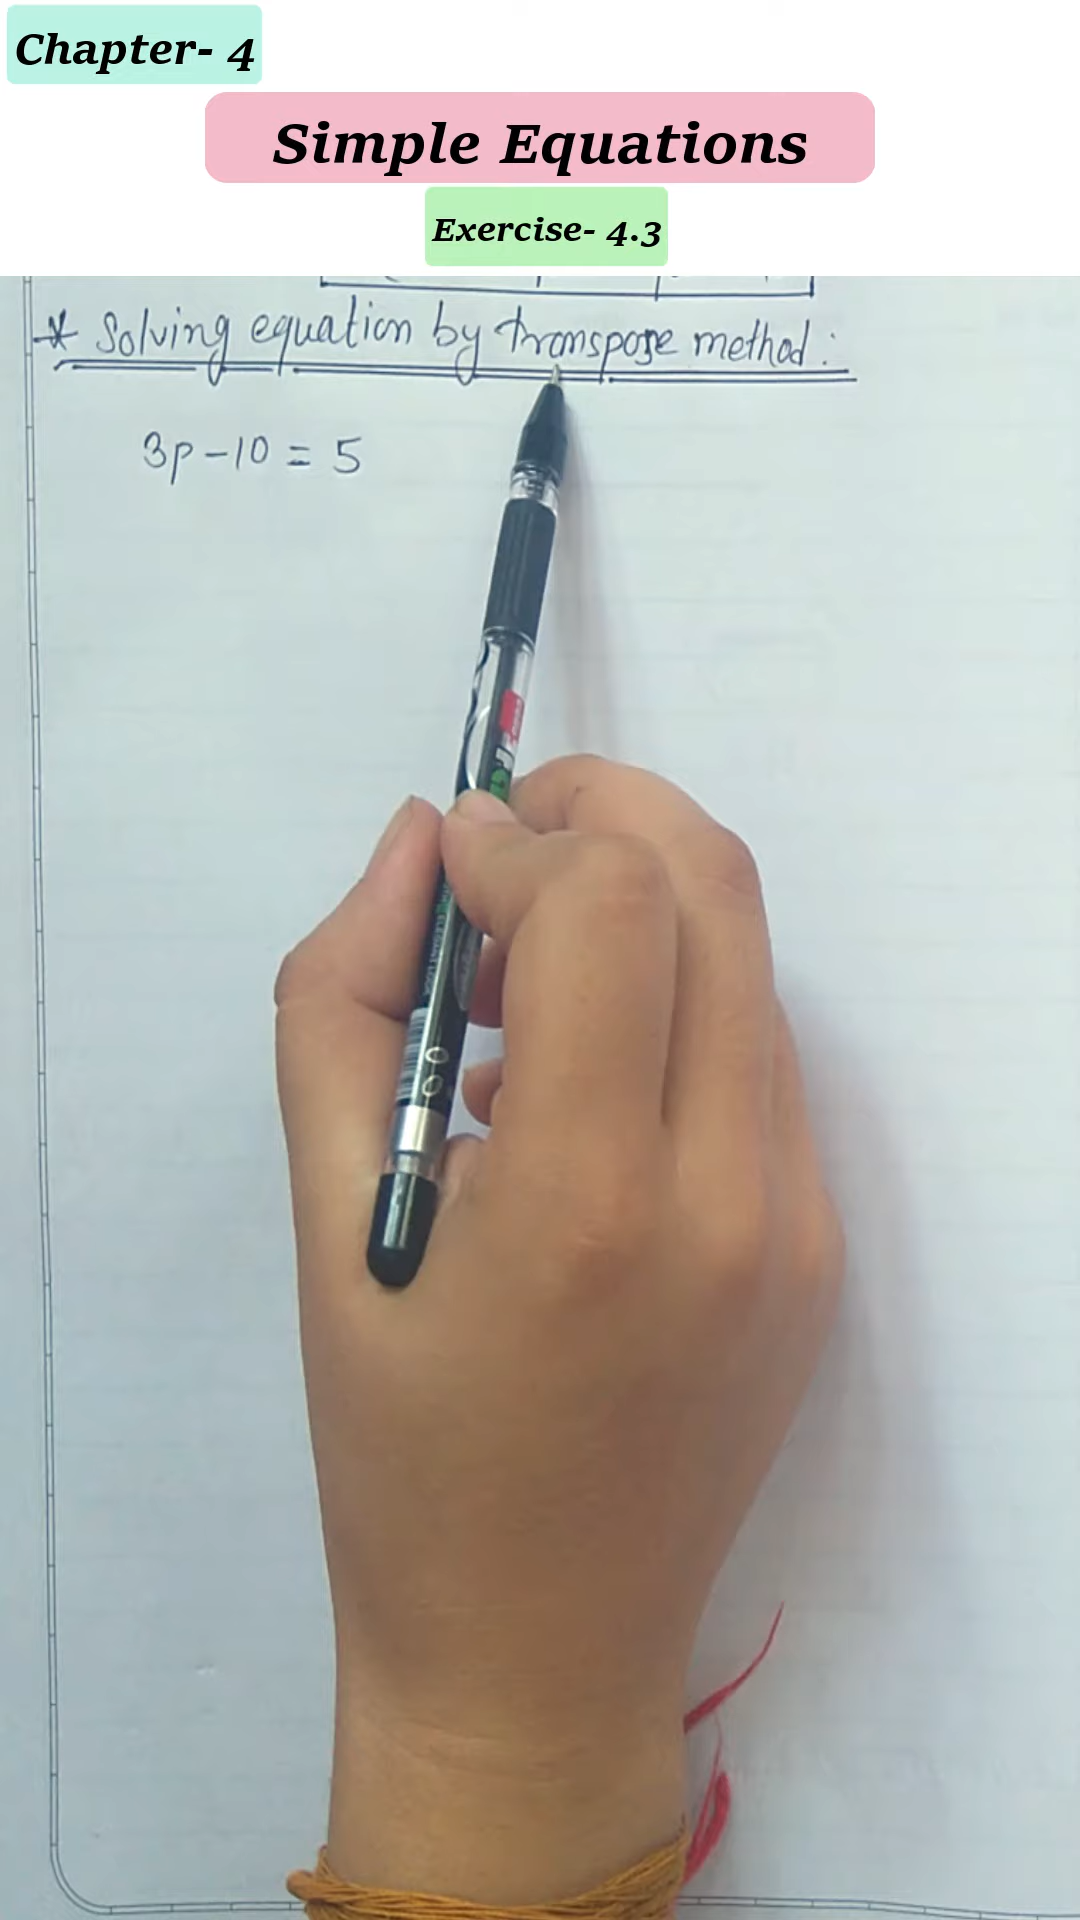 Chapter- 4
Simple Equations
Exercise- 4.3
* Solving equation by transpose method :
3p - 10 = 5